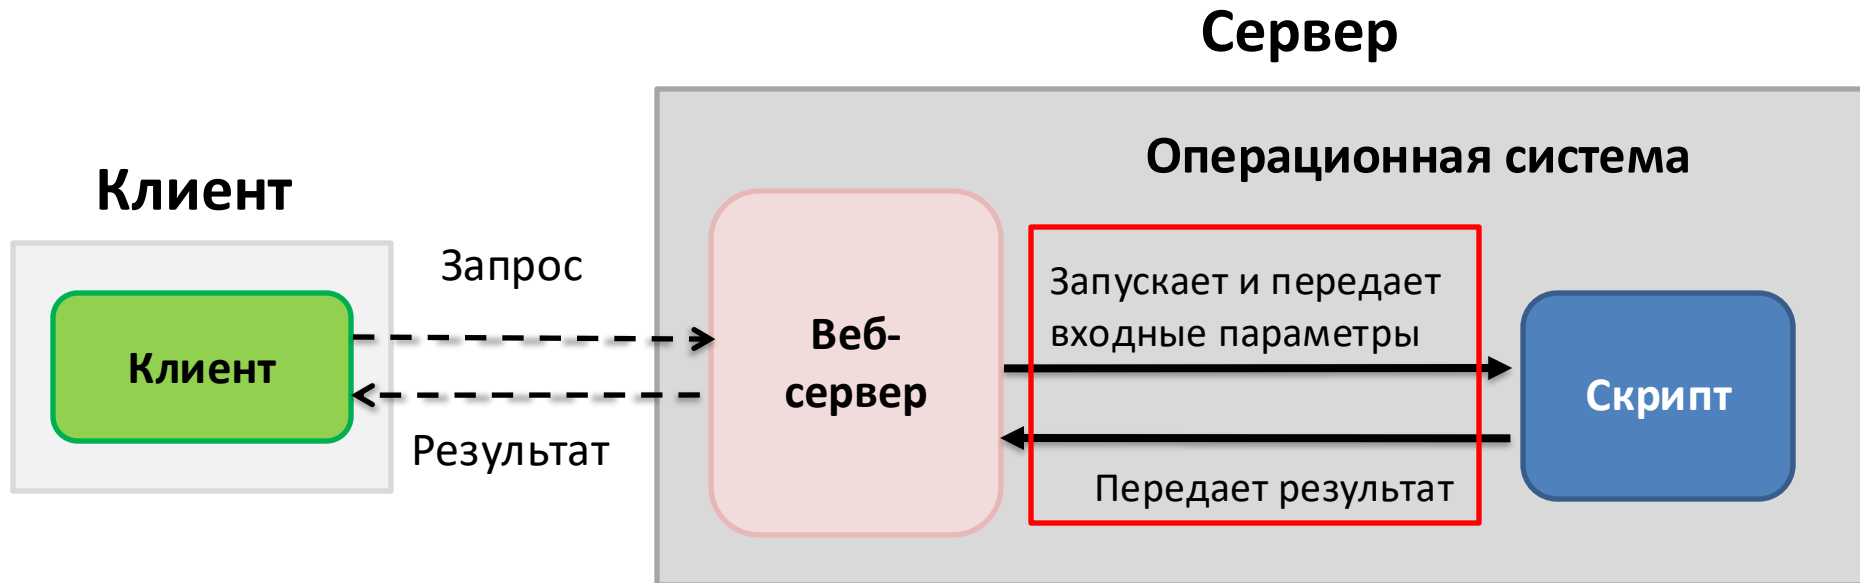 Сервер
Операционная система
Клиент
Запрос
Клиент
Результат
Веб-
сервер
Запускает и передает
входные параметры
Передает результат
Скрипт